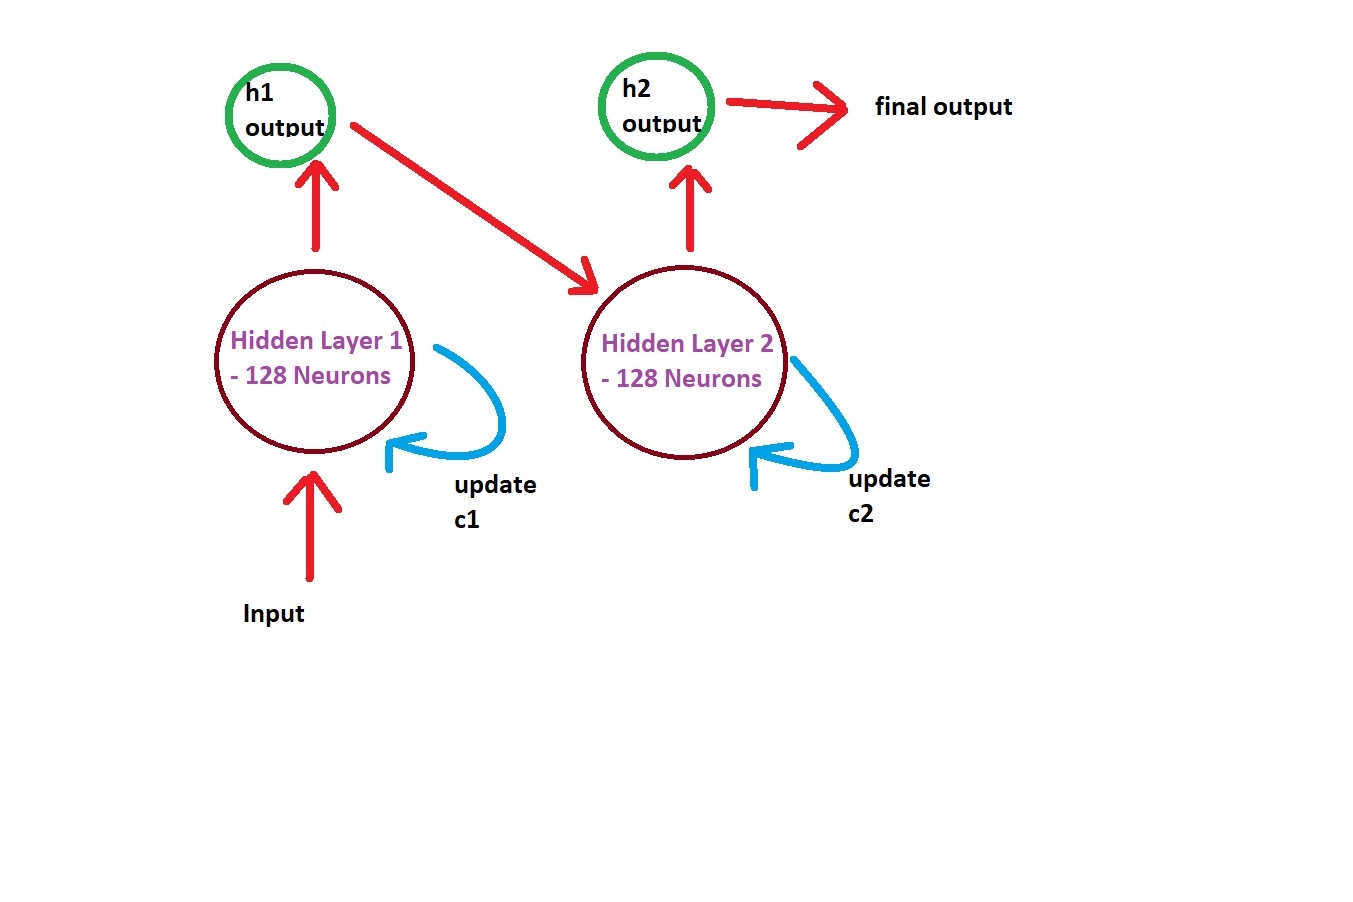 h1
output
h2
output
final output
Hidden Layer 1
- 128 Neurons
Hidden Layer 2
- 128 Neurons
update
c1
update
c2
Input